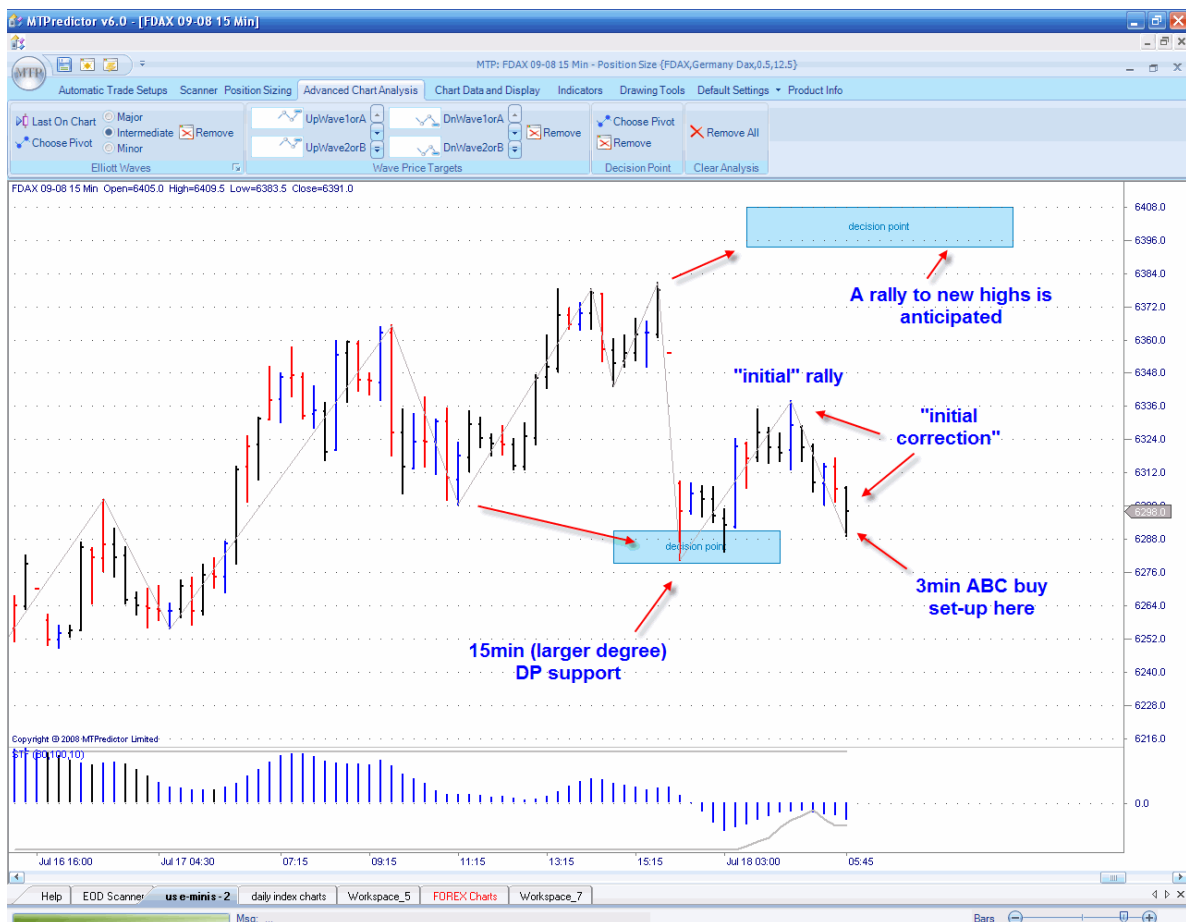 MTPredictor v6.0 - [FDAX 09-08 15 Min]
MTP
MTP: FDAX 09-08 15 Min - Position Size {FDAX,Germany Dax,0.5,12.5}
Automatic Trade Setups Scanner Position Sizing Advanced Chart Analysis Chart Data and Display Indicators Drawing Tools Default Settings Product Info
Last On Chart
Choose Pivot
Major
Intermediate
Minor
Remove
Elliott Waves
UpWave1orA
UpWave2orB
DnWave1orA
DnWave2orB
Remove
Wave Price Targets
Choose Pivot
Remove
Decision Point
Remove All
Clear Analysis
FDAX 09-08 15 Min Open=6405.0 High=6409.5 Low=6383.5 Close=6391.0
6408.0
decision point
6396.0
6384.0
A rally to new highs is
anticipated
6372.0
6360.0
6348.0
"initial" rally
6336.0
"initial
correction"
6324.0
6312.0
6298.0
6288.0
decision point
6276.0
3min ABC buy
set-up here
6264.0
6252.0
15min (larger degree)
DP support
6240.0
6228.0
6216.0
Copyright © 2008 MTPredictor Limited
STF (80,100,10)
0.0
Jul 16 16:00 Jul 17 04:30 07:15 09:15 11:15 13:15 15:15 Jul 18 03:00 05:45
Help EOD Scanner us e-minis - 2 daily index charts Workspace_5 FOREX Charts Workspace_7
Msg: Bars